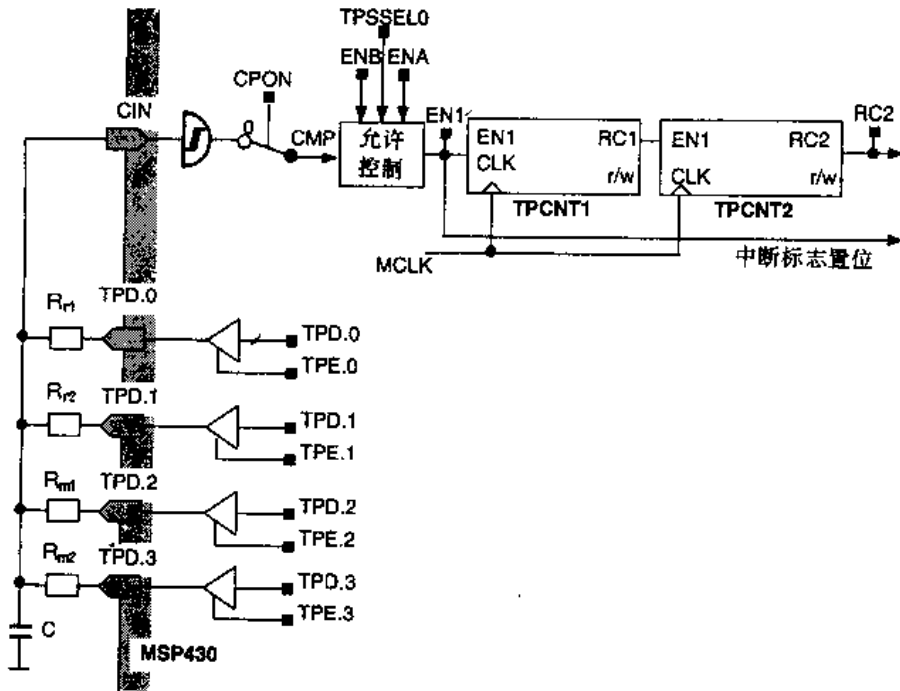 TPSSEL0
ENB ENA
CPON
CIN
CMP
允许
控制
EN1
EN1 RC1
CLK
r/w
TPCNT1
EN1 RC2
CLK
r/w
TPCNT2
RC2
MCLK
中断标志置位
Rr1
TPD.0
TPD.0
TPE.0
Rr2
TPD.1
TPD.1
TPE.1
Rm1
TPD.2
TPD.2
TPE.2
Rm2
TPD.3
TPD.3
TPE.3
C
MSP430